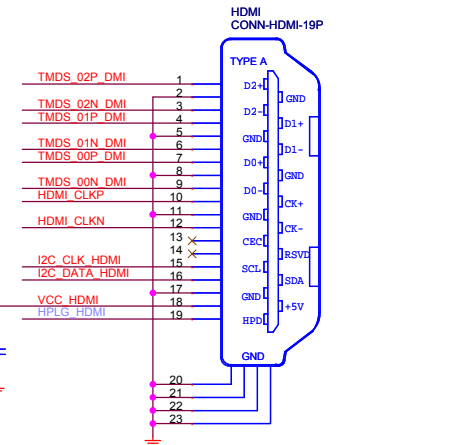 HDMI
CONN-HDMI-19P
TYPE A
TMDS_02P_DMI 1 D2+
2 GND
TMDS_02N_DMI 3 D2-
TMDS_01P_DMI 4 D1+
5 GND
TMDS_01N_DMI 6 D1-
TMDS_00P_DMI 7 D0+
8 GND
TMDS_00N_DMI 9 D0-
HDMI_CLKP 10 CK+
11 GND
HDMI_CLKN 12 CK-
13 CEC
14 RSVD
I2C_CLK_HDMI 15 SCL
I2C_DATA_HDMI 16 SDA
17 GND
VCC_HDMI 18 +5V
HPLG_HDMI 19 HPD
GND
20
21
22
23